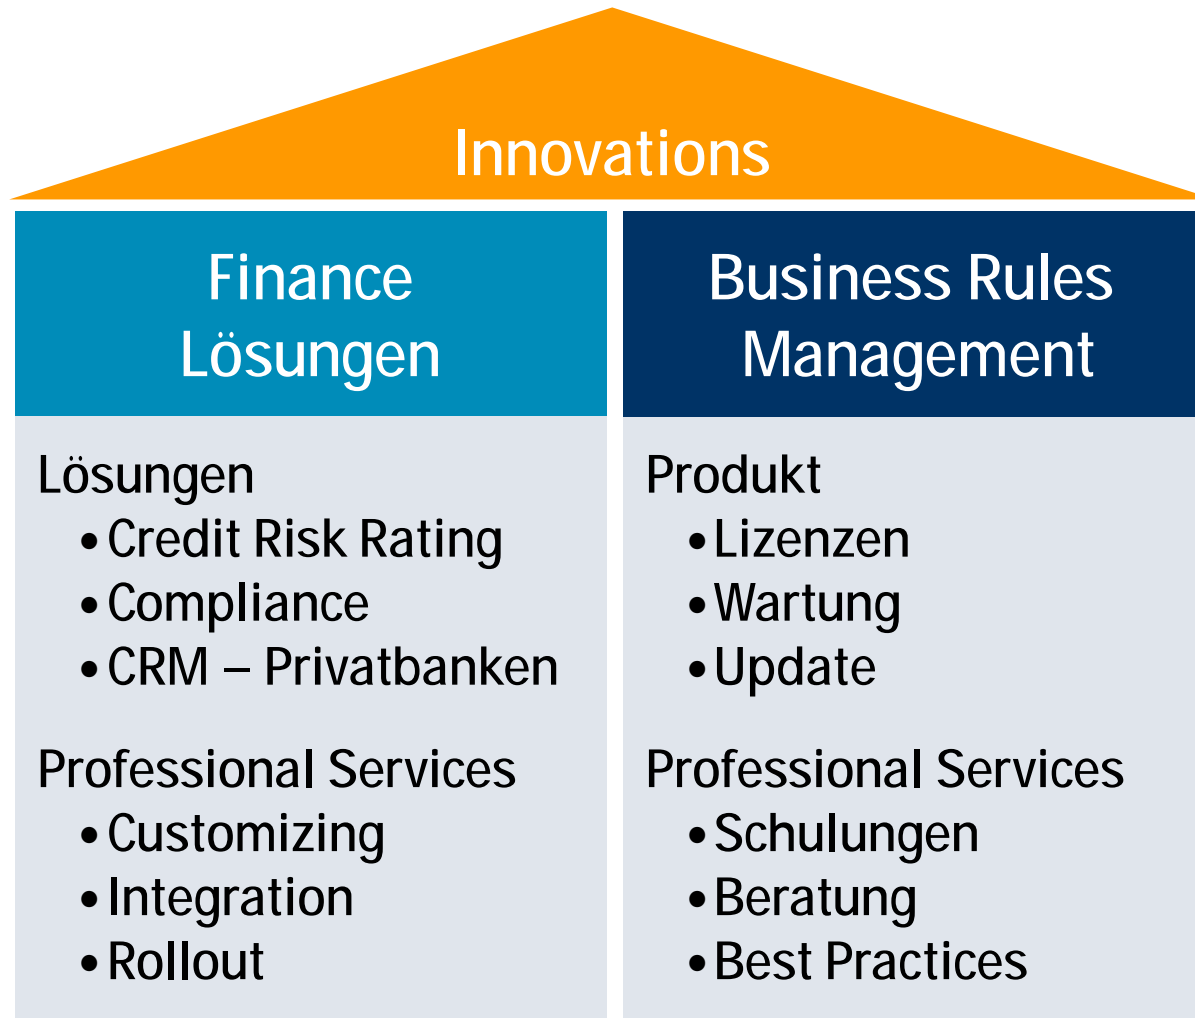 Innovations
Finance
Lösungen
Lösungen
•Credit Risk Rating
•Compliance
•CRM – Privatbanken
Professional Services
•Customizing
•Integration
•Rollout
Business Rules
Management
Produkt
•Lizenzen
•Wartung
•Update
Professional Services
•Schulungen
•Beratung
•Best Practices